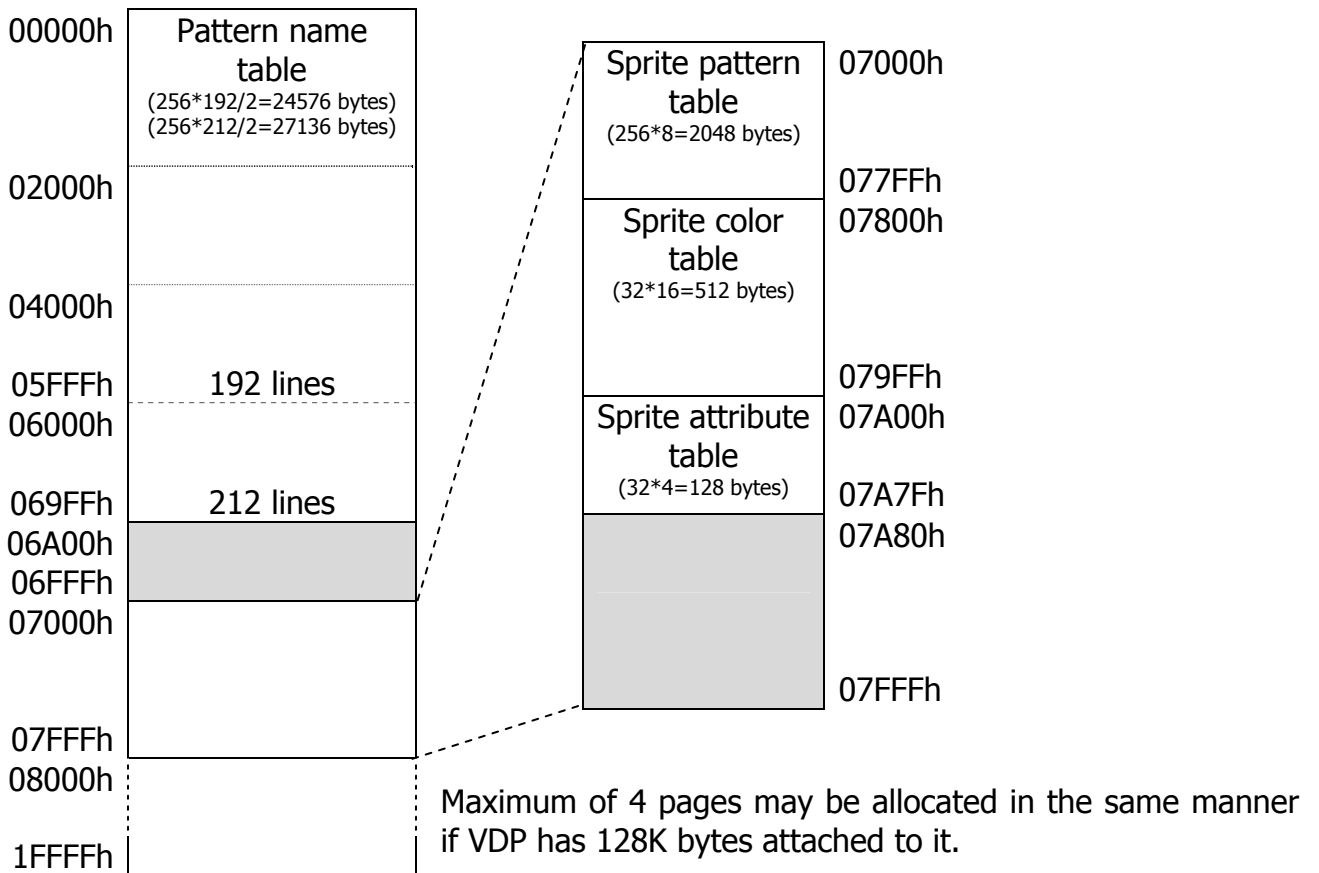 00000h
Pattern name
table
(256*192/2=24576 bytes)
(256*212/2=27136 bytes)
02000h
04000h
05FFFh
192 lines
06000h
069FFh
212 lines
06A00h
06FFFh
07000h
07FFFh
08000h
1FFFFh
Sprite pattern
table
(256*8=2048 bytes)
07000h
077FFh
Sprite color
table
(32*16=512 bytes)
07800h
079FFh
Sprite attribute
table
(32*4=128 bytes)
07A00h
07A7Fh
07A80h
07FFFh
Maximum of 4 pages may be allocated in the same manner
if VDP has 128K bytes attached to it.